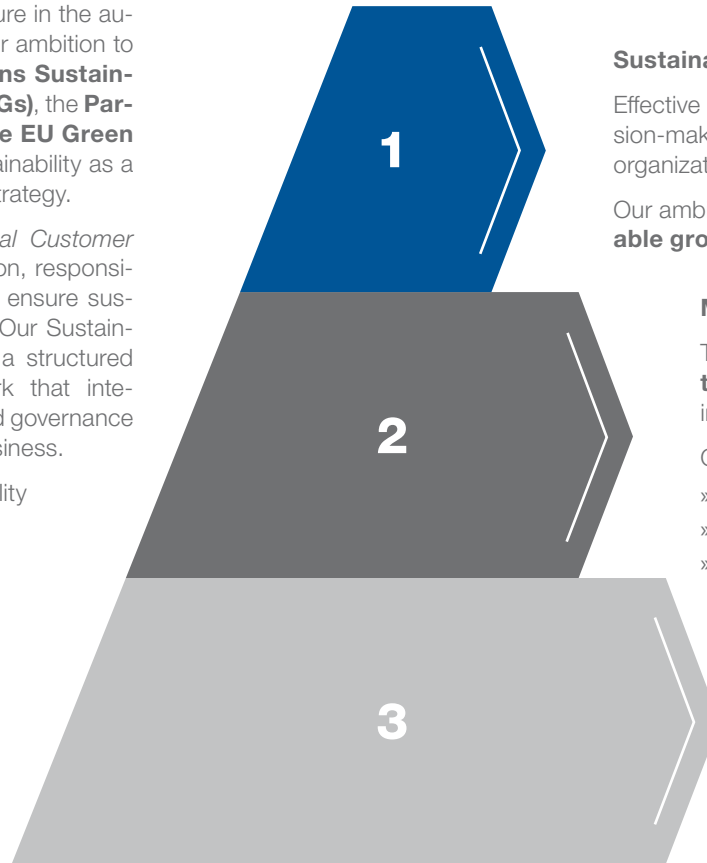 ure in the au-
r ambition to
ns Sustain-
Gs), the Par-
e EU Green
ainability as a
trategy.
al Customer
on, responsi-
ensure sus-
Our Sustain-
a structured
rk that inte-
d governance
siness.
lity
1
2
3
Sustaina
Effective
sion-mak
organizat
Our amb
able gro
»
»
»